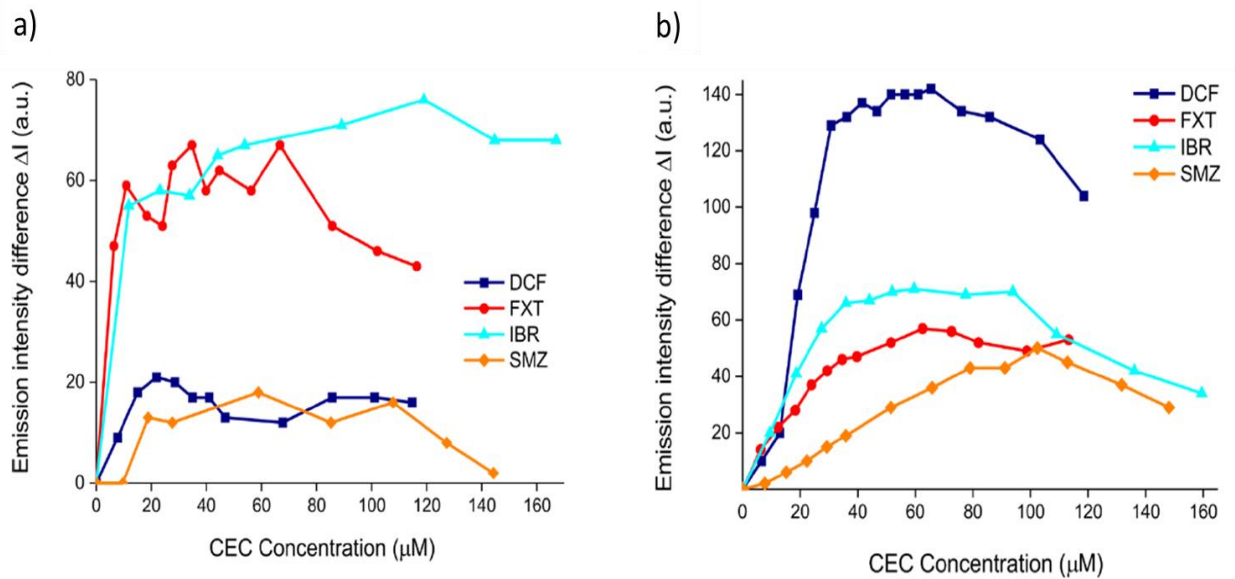 a)
b)
Emission intensity difference ΔI (a.u.)
80
60
40
20
0
0 20 40 60 80 100 120 140 160
CEC Concentration (μM)
DCF
FXT
IBR
SMZ
Emission intensity difference ΔI (a.u.)
140
120
100
80
60
40
20
0 20 40 60 80 100 120 140 160
CEC Concentration (μM)
DCF
FXT
IBR
SMZ